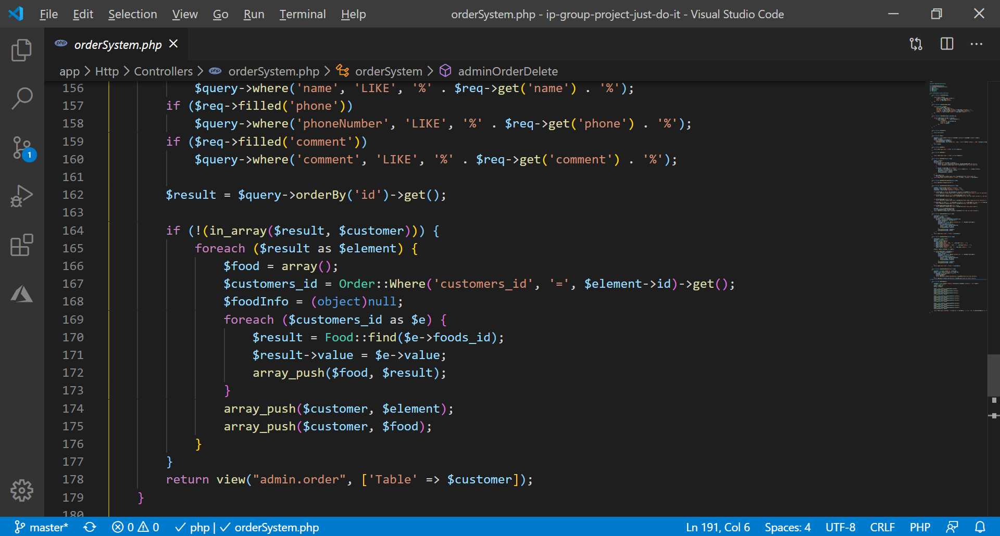 File Edit Selection View Go Run Terminal Help orderSystem.php - ip-group-project-just-do-it - Visual Studio Code
php orderSystem.php
app > Http > Controllers > php orderSystem.php > orderSystem > adminOrderDelete
156 $query->where('name', 'LIKE', '%' . $req->get('name') . '%');
157 if ($req->filled('phone'))
158 $query->where('phoneNumber', 'LIKE', '%' . $req->get('phone') . '%');
159 if ($req->filled('comment'))
160 $query->where('comment', 'LIKE', '%' . $req->get('comment') . '%');
161
162 $result = $query->orderBy('id')->get();
163
164 if (!(in_array($result, $customer))) {
165 foreach ($result as $element) {
166 $food = array();
167 $customers_id = Order::Where('customers_id', '=', $element->id)->get();
168 $foodInfo = (object)null;
169 foreach ($customers_id as $e) {
170 $result = Food::find($e->foods_id);
171 $result->value = $e->value;
172 array_push($food, $result);
173 }
174 array_push($customer, $element);
175 array_push($customer, $food);
176 }
177 }
178 return view("admin.order", ['Table' => $customer]);
179 }
180
1
master* 0 0 php | orderSystem.php Ln 191, Col 6 Spaces: 4 UTF-8 CRLF PHP